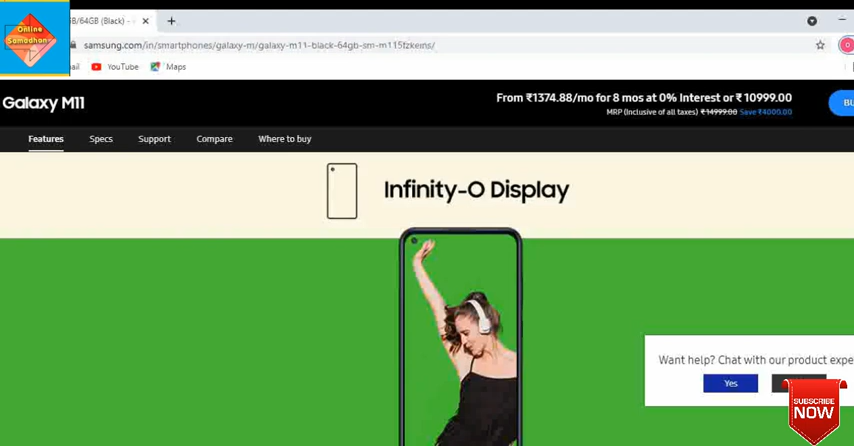 GB/64GB (Black) -
Online
Samadhan
samsung.com/in/smartphones/galaxy-m/galaxy-m11-black-64gb-sm-m115fzkeins/
ail YouTube Maps
Galaxy M11
From ₹1374.88/mo for 8 mos at 0% Interest or ₹ 10999.00
BU
MRP (Inclusive of all taxes) ₹14999.00 Save ₹4000.00
Features Specs Support Compare Where to buy
Infinity-O Display
Want help? Chat with our product expe
Yes
SUBSCRIBE
NOW